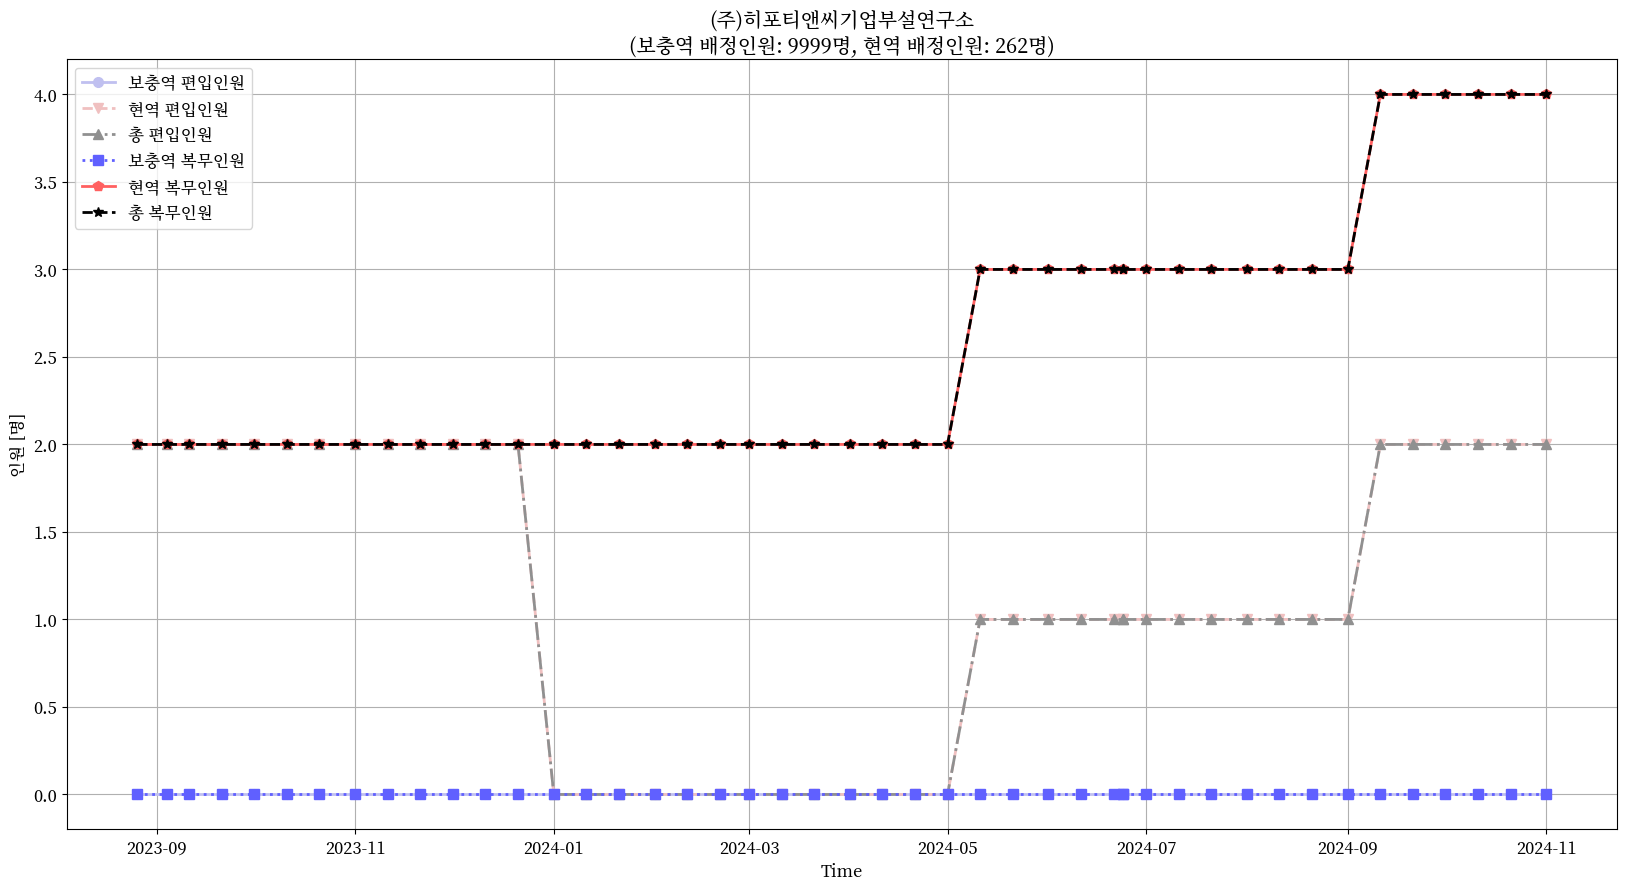 (주)히포티앤씨기업부설연구소
(보충역 배정인원: 9999명, 현역 배정인원: 262명)
보충역 편입인원
현역 편입인원
총 편입인원
보충역 복무인원
현역 복무인원
총 복무인원
4.0
3.5
3.0
2.5
2.0
1.5
1.0
0.5
0.0
인원 [명]
2023-09
2023-11
2024-01
2024-03
2024-05
2024-07
2024-09
2024-11
Time